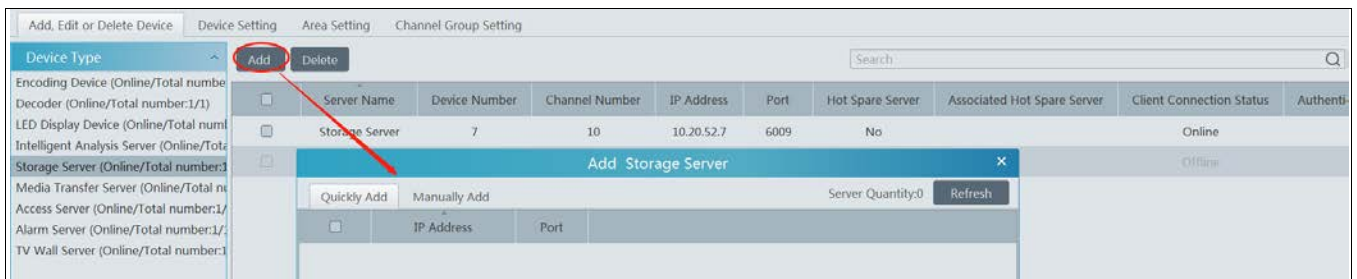 Add, Edit or Delete Device Device Setting Area Setting Channel Group Setting
Device Type
Add Delete Search
Encoding Device (Online/Total numbe
Decoder (Online/Total number:1/1)
LED Display Device (Online/Total num
Intelligent Analysis Server (Online/Tota
Storage Server (Online/Total number:1
Media Transfer Server (Online/Total nu
Access Server (Online/Total number:1/
Alarm Server (Online/Total number:1/
TV Wall Server (Online/Total number:1
Server Name Device Number Channel Number IP Address Port Hot Spare Server Associated Hot Spare Server Client Connection Status Authenti
Storage Server 7 10 10.20.52.7 6009 No Online
Offline
Add Storage Server
Quickly Add Manually Add Server Quantity:0 Refresh
IP Address Port